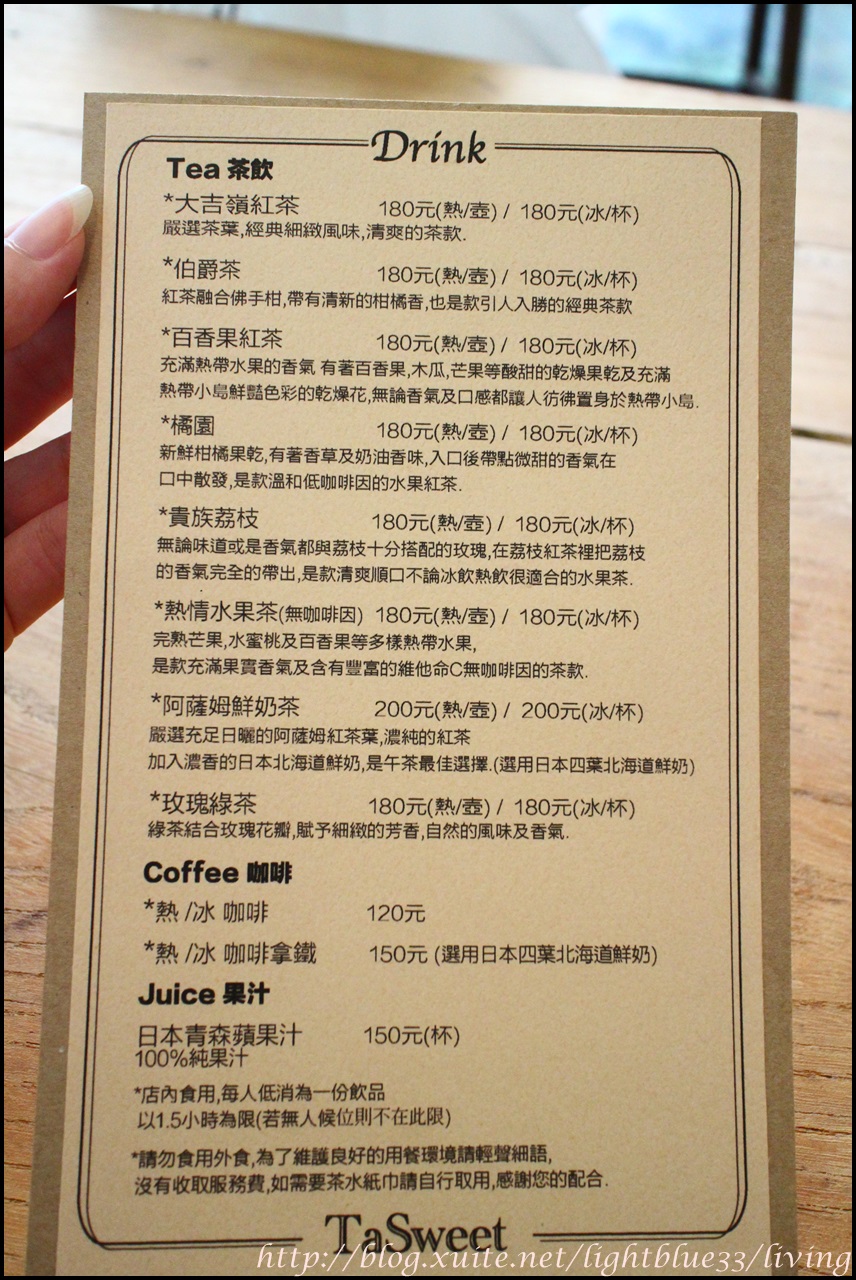 Drink
Tea 茶飲
*大吉嶺紅茶 180元(熱/壺) / 180元(冰/杯)
嚴選茶葉,經典細緻風味,清爽的茶款.
*伯爵茶 180元(熱/壺) / 180元(冰/杯)
紅茶融合佛手柑,帶有清新的柑橘香,也是款引人入勝的經典茶款
*百香果紅茶 180元(熱/壺) / 180元(冰/杯)
充滿熱帶水果的香氣 有著百香果,木瓜,芒果等酸甜的乾燥果乾及充滿
熱帶小島鮮豔色彩的乾燥花,無論香氣及口感都讓人彷彿置身於熱帶小島.
*橘園 180元(熱/壺) / 180元(冰/杯)
新鮮柑橘果乾,有著香草及奶油香味,入口後帶點微甜的香氣在
口中散發,是款溫和低咖啡因的水果紅茶.
*貴族荔枝 180元(熱/壺) / 180元(冰/杯)
無論味道或是香氣都與荔枝十分搭配的玫瑰,在荔枝紅茶裡把荔枝
的香氣完全的帶出,是款清爽順口不論冰飲熱飲很適合的水果茶.
*熱情水果茶(無咖啡因) 180元(熱/壺) / 180元(冰/杯)
完熟芒果,水蜜桃及百香果等多樣熱帶水果,
是款充滿果實香氣及含有豐富的維他命C無咖啡因的茶款.
*阿薩姆鮮奶茶 200元(熱/壺) / 200元(冰/杯)
嚴選充足日曬的阿薩姆紅茶葉,濃純的紅茶
加入濃香的日本北海道鮮奶,是午茶最佳選擇.(選用日本四葉北海道鮮奶)
*玫瑰綠茶 180元(熱/壺) / 180元(冰/杯)
綠茶結合玫瑰花瓣,賦予細緻的芳香,自然的風味及香氣.
Coffee 咖啡
*熱 /冰 咖啡 120元
*熱 /冰 咖啡拿鐵 150元 (選用日本四葉北海道鮮奶)
Juice 果汁
日本青森蘋果汁 150元(杯)
100%純果汁
*店內食用,每人低消為一份飲品
以1.5小時為限(若無人候位則不在此限)
*請勿食用外食,為了維護良好的用餐環境請輕聲細語,
沒有收取服務費,如需要茶水紙巾請自行取用,感謝您的配合.
TaSweet
http://blog.xuite.net/lightblue33/living